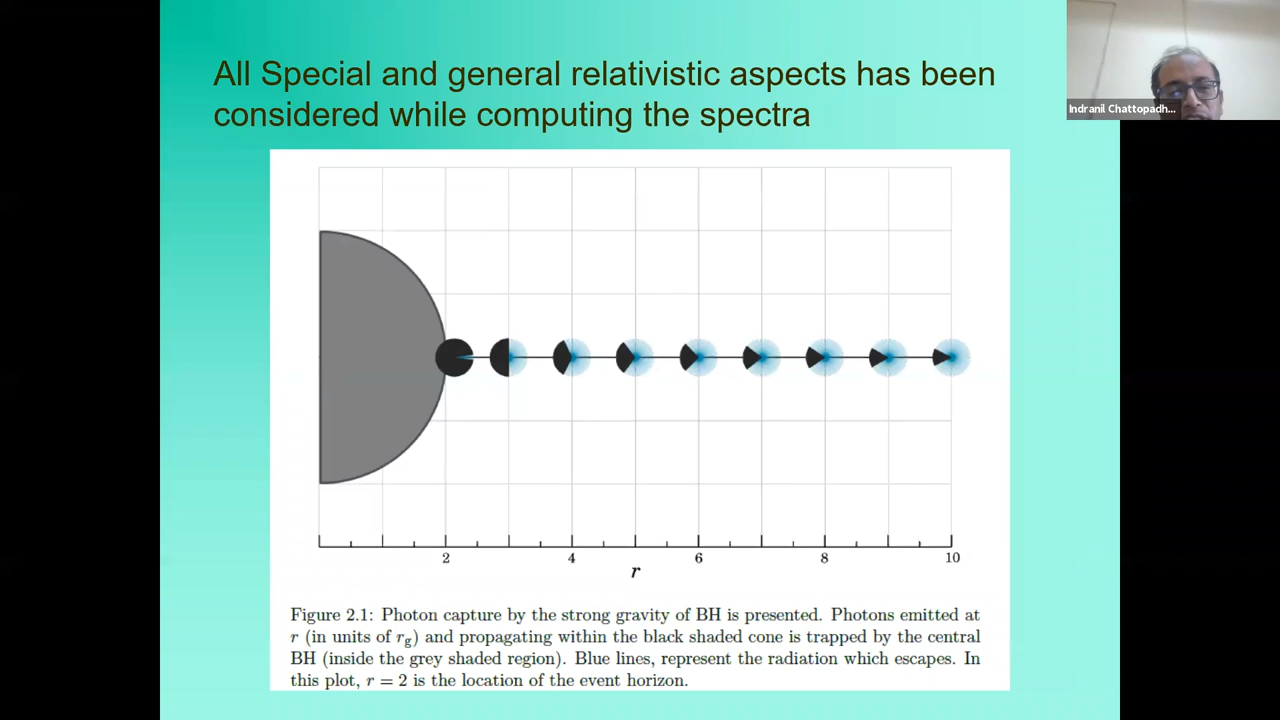 All Special and general relativistic aspects has been
considered while computing the spectra
Indranil Chattopadh...
2
4
6
8
10
r
Figure 2.1: Photon capture by the strong gravity of BH is presented. Photons emitted at
r (in units of rg) and propagating within the black shaded cone is trapped by the central
BH (inside the grey shaded region). Blue lines, represent the radiation which escapes. In
this plot, r = 2 is the location of the event horizon.